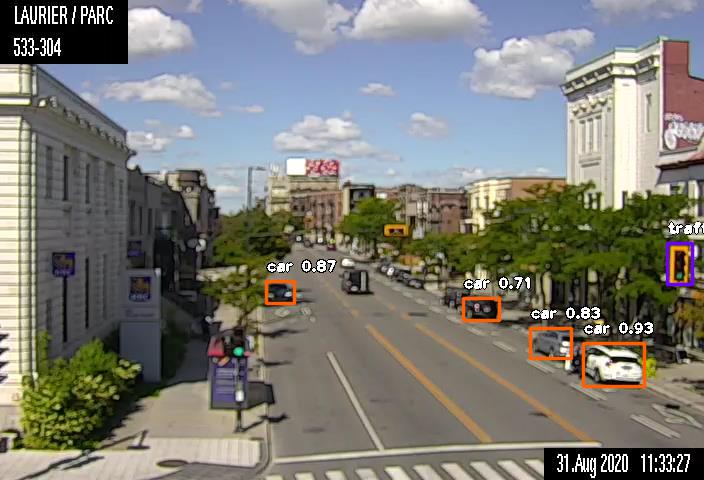 LAURIER / PARC
533-304
car 0.87
car 0.71
car 0.83
car 0.93
traf
31.Aug 2020 11:33:27